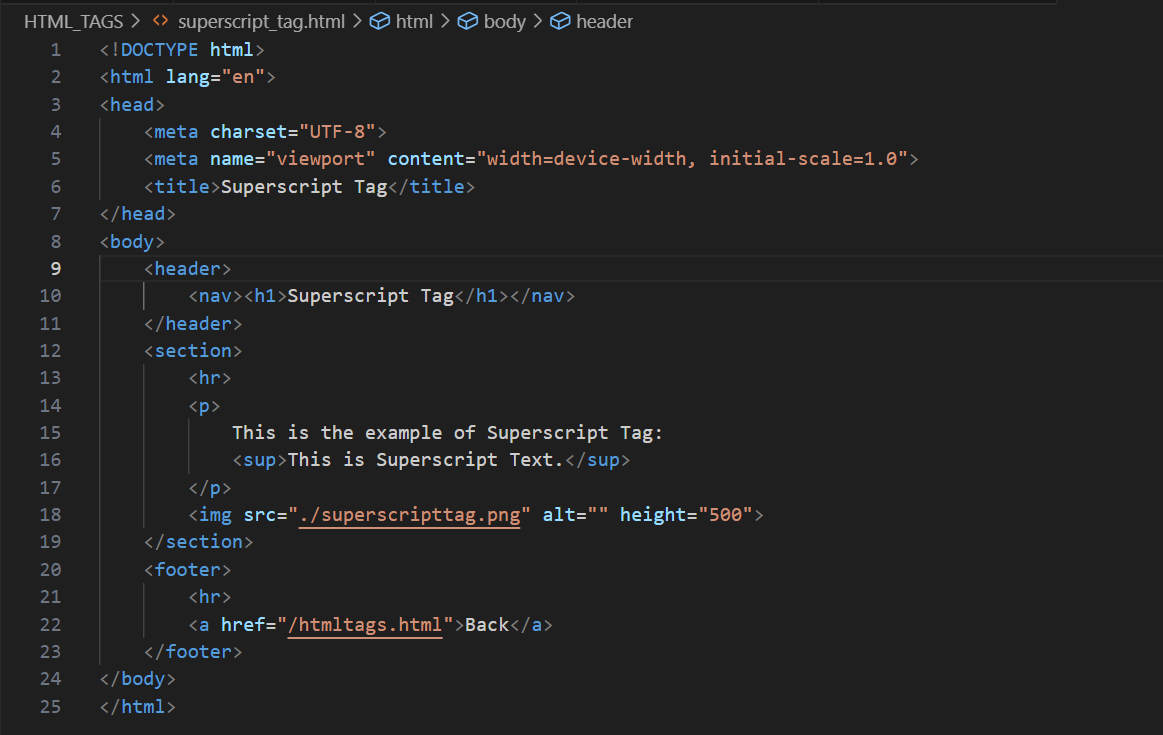 HTML_TAGS > <> superscript_tag.html > html > body > header
1 <!DOCTYPE html>
2 <html lang="en">
3 <head>
4     <meta charset="UTF-8">
5     <meta name="viewport" content="width=device-width, initial-scale=1.0">
6     <title>Superscript Tag</title>
7 </head>
8 <body>
9     <header>
10         <nav><h1>Superscript Tag</h1></nav>
11     </header>
12     <section>
13         <hr>
14         <p>
15             This is the example of Superscript Tag:
16             <sup>This is Superscript Text.</sup>
17         </p>
18         <img src="./superscripttag.png" alt="" height="500">
19     </section>
20     <footer>
21         <hr>
22         <a href="/htmltags.html">Back</a>
23     </footer>
24 </body>
25 </html>